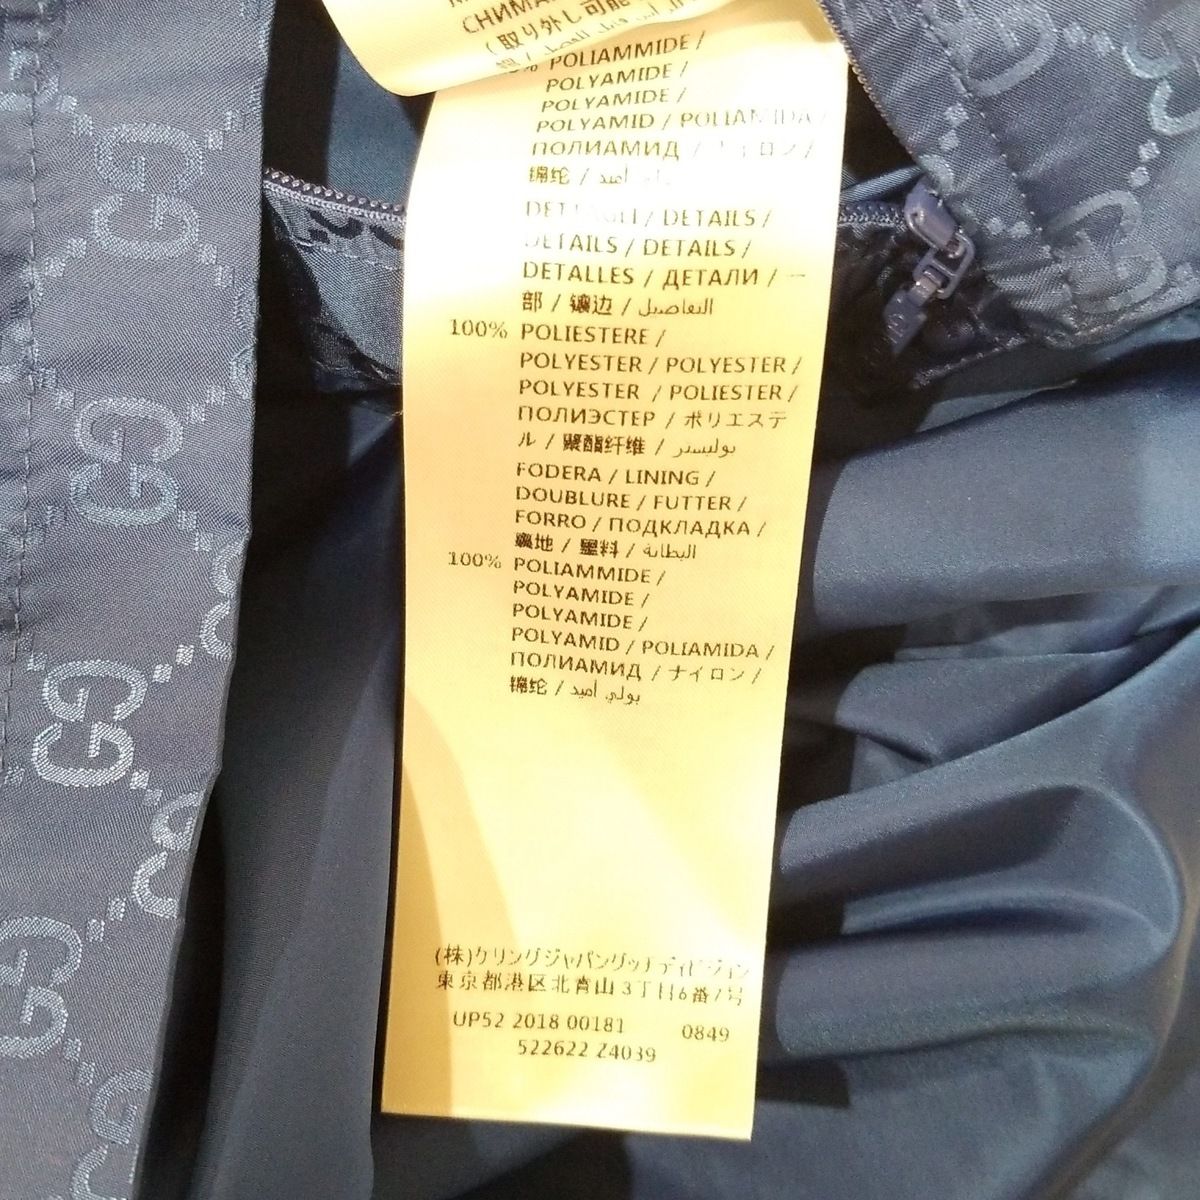 СНИМА
(取り外し可能
% POLIAMMIDE /
POLYAMIDE /
POLYAMIDE /
POLYAMID / POLIAMIDA /
ПОЛИАМИД / ナイロン /
锦纶 / بولي أميد
DETTAGLI / DETAILS /
DETAILS / DETAILS /
DETALLES / ДЕТАЛИ / 一
部 / 镶边 / التفاصيل
100% POLIESTERE /
POLYESTER / POLYESTER /
POLYESTER / POLIESTER /
ПОЛИЭСТЕР / ポリエステ
ル / 聚酯纤维 / بوليستر
FODERA / LINING /
DOUBLURE / FUTTER /
FORRO / ПОДКЛАДКА /
裏地 / 里料 / البطانة
100% POLIAMMIDE /
POLYAMIDE /
POLYAMIDE /
POLYAMID / POLIAMIDA /
ПОЛИАМИД / ナイロン /
锦纶 / بولي أميد
(株)ケリングジャパングッチディビジョン
東京都港区北青山3丁目6番7号
UP52 2018 00181 0849
522622 Z4039